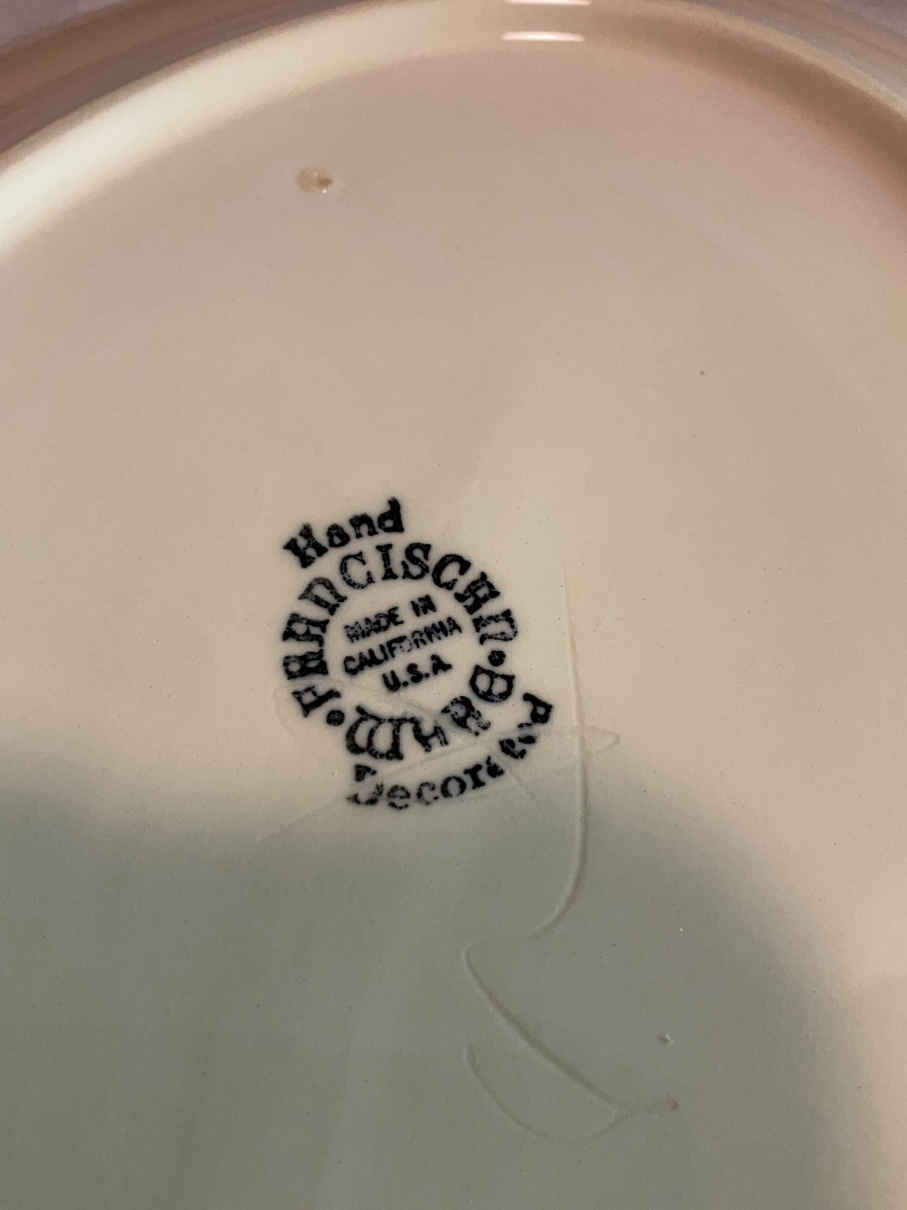 Hand
FRANCISCAN
MADE IN
CALIFORNIA
U.S.A.
WARE
Decorated